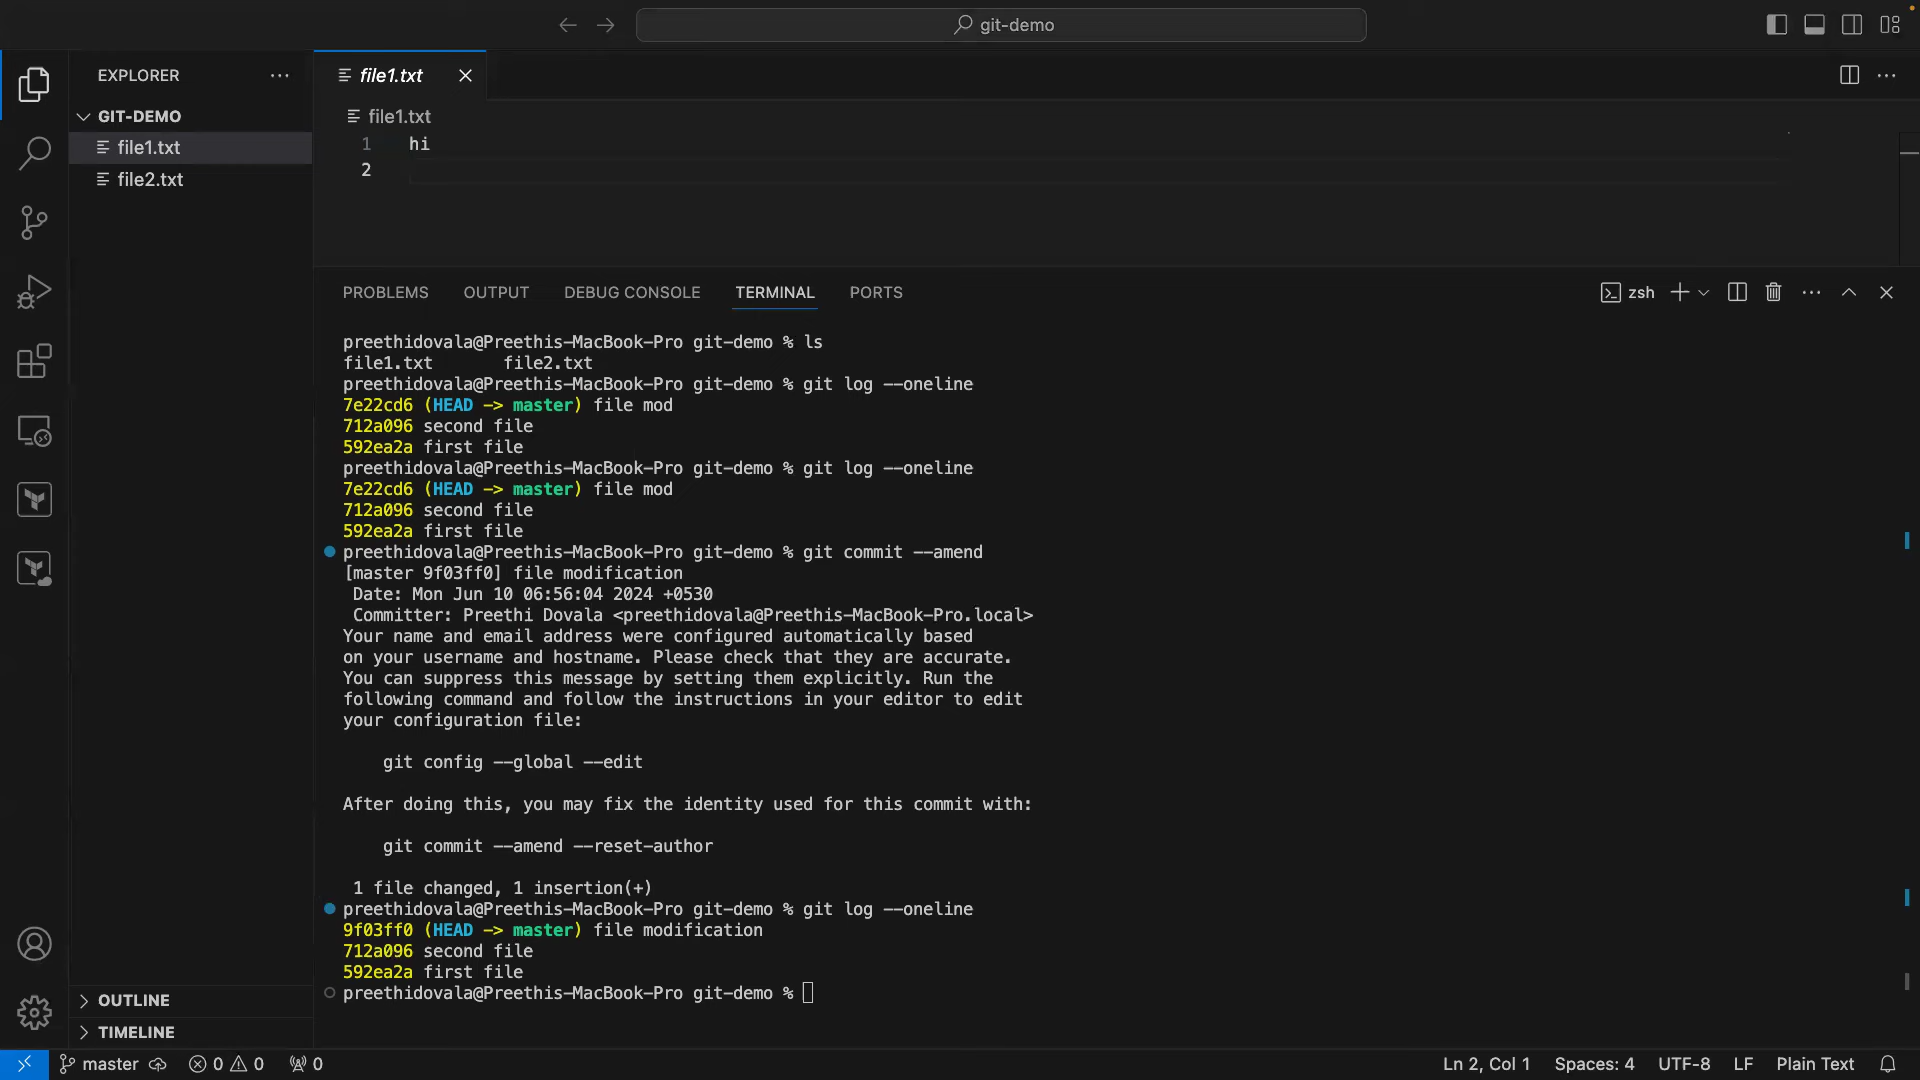 git-demo
EXPLORER
GIT-DEMO
file1.txt
file2.txt
OUTLINE
TIMELINE
file1.txt
file1.txt
1 hi
2
PROBLEMS OUTPUT DEBUG CONSOLE TERMINAL PORTS
zsh
preethidovala@Preethis-MacBook-Pro git-demo % ls
file1.txt file2.txt
preethidovala@Preethis-MacBook-Pro git-demo % git log --oneline
7e22cd6 (HEAD -> master) file mod
712a096 second file
592ea2a first file
preethidovala@Preethis-MacBook-Pro git-demo % git log --oneline
7e22cd6 (HEAD -> master) file mod
712a096 second file
592ea2a first file
preethidovala@Preethis-MacBook-Pro git-demo % git commit --amend
[master 9f03ff0] file modification
Date: Mon Jun 10 06:56:04 2024 +0530
Committer: Preethi Dovala <preethidovala@Preethis-MacBook-Pro.local>
Your name and email address were configured automatically based
on your username and hostname. Please check that they are accurate.
You can suppress this message by setting them explicitly. Run the
following command and follow the instructions in your editor to edit
your configuration file:
git config --global --edit
After doing this, you may fix the identity used for this commit with:
git commit --amend --reset-author
1 file changed, 1 insertion(+)
preethidovala@Preethis-MacBook-Pro git-demo % git log --oneline
9f03ff0 (HEAD -> master) file modification
712a096 second file
592ea2a first file
preethidovala@Preethis-MacBook-Pro git-demo %
master 0 0 0 Ln 2, Col 1 Spaces: 4 UTF-8 LF Plain Text